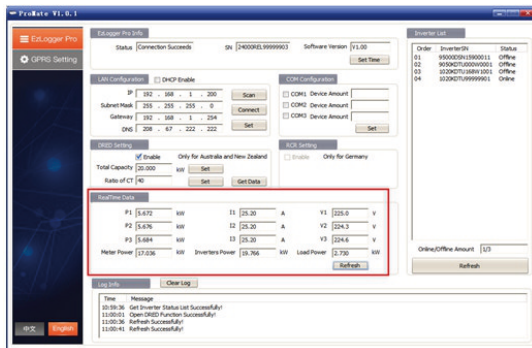 ProMate V1.0.1
EzLogger Pro
GPRS Setting
中文 English
EzLogger Pro Info
Status Connection Succeeds SN 24000REL99999903 Software Version V1.00
Set Time
LAN Configuration DHCP Enable
IP 192 . 168 . 1 . 200 Scan
Subnet Mask 255 . 255 . 255 . 0
Connect
Gateway 192 . 168 . 1 . 254
DNS 208 . 67 . 222 . 222 Set
COM Configuration
COM1 Device Amount
COM2 Device Amount
COM3 Device Amount
Set
DRED Setting
Enable Only for Australia and New Zealand
Total Capacity 20.000 kW Set
Ratio of CT 40 Set Get Data
RCR Setting
Enable Only for Germany
RealTime Data
P1 5.672 kW I1 25.20 A V1 225.0 V
P2 5.676 kW I2 25.20 A V2 224.3 V
P3 5.684 kW I3 25.20 A V3 224.6 V
Meter Power 17.036 kW Inverters Power 19.766 kW Load Power 2.730 kW
Refresh
Log Info Clear Log
Time Message
10:59:36 Get Inverter Status List Successfully!
11:00:01 Open DRED Function Successfully!
11:00:36 Refresh Successfully!
11:00:41 Refresh Successfully!
Inverter List
Order InverterSN Status
01 95000DSN15900011 Offline
02 9050KDTU000W0001 Offline
03 1020KDTU168W1001 Offline
04 1020KDTU99999901 Online
Online/Offline Amount 1/3
Refresh